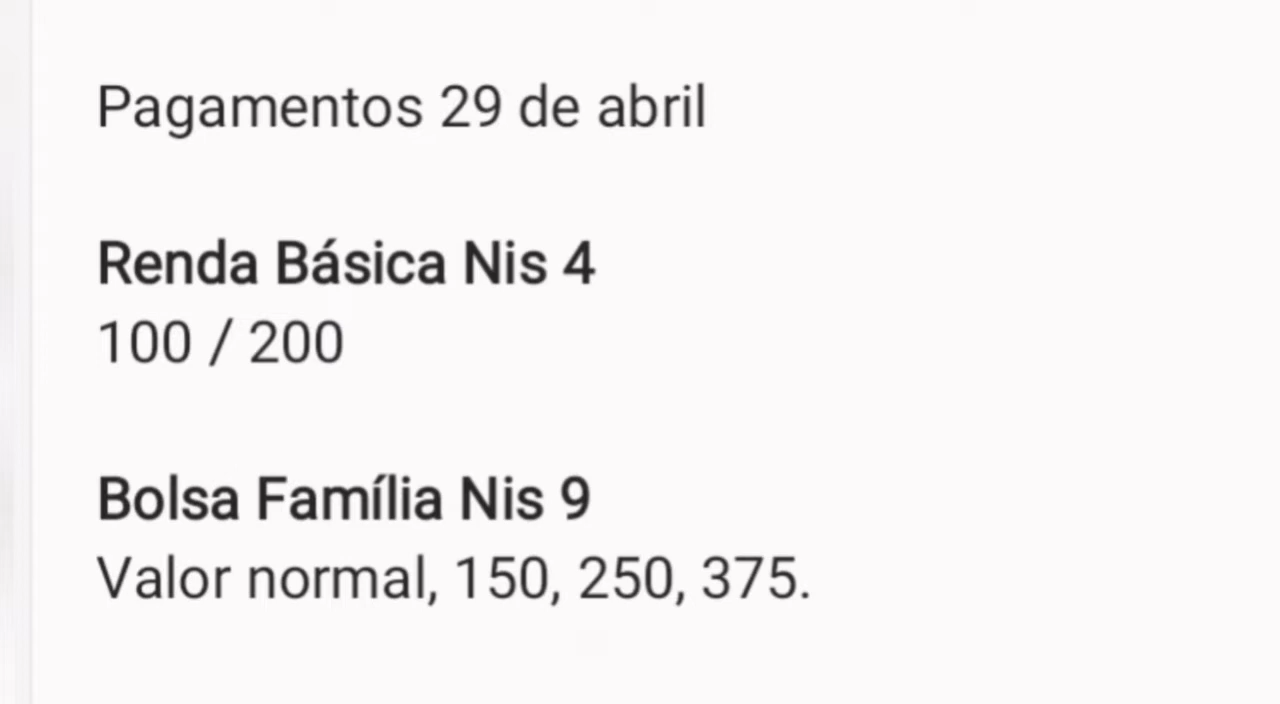 Pagamentos 29 de abril
Renda Básica Nis 4
100 / 200
Bolsa Família Nis 9
Valor normal, 150, 250, 375.